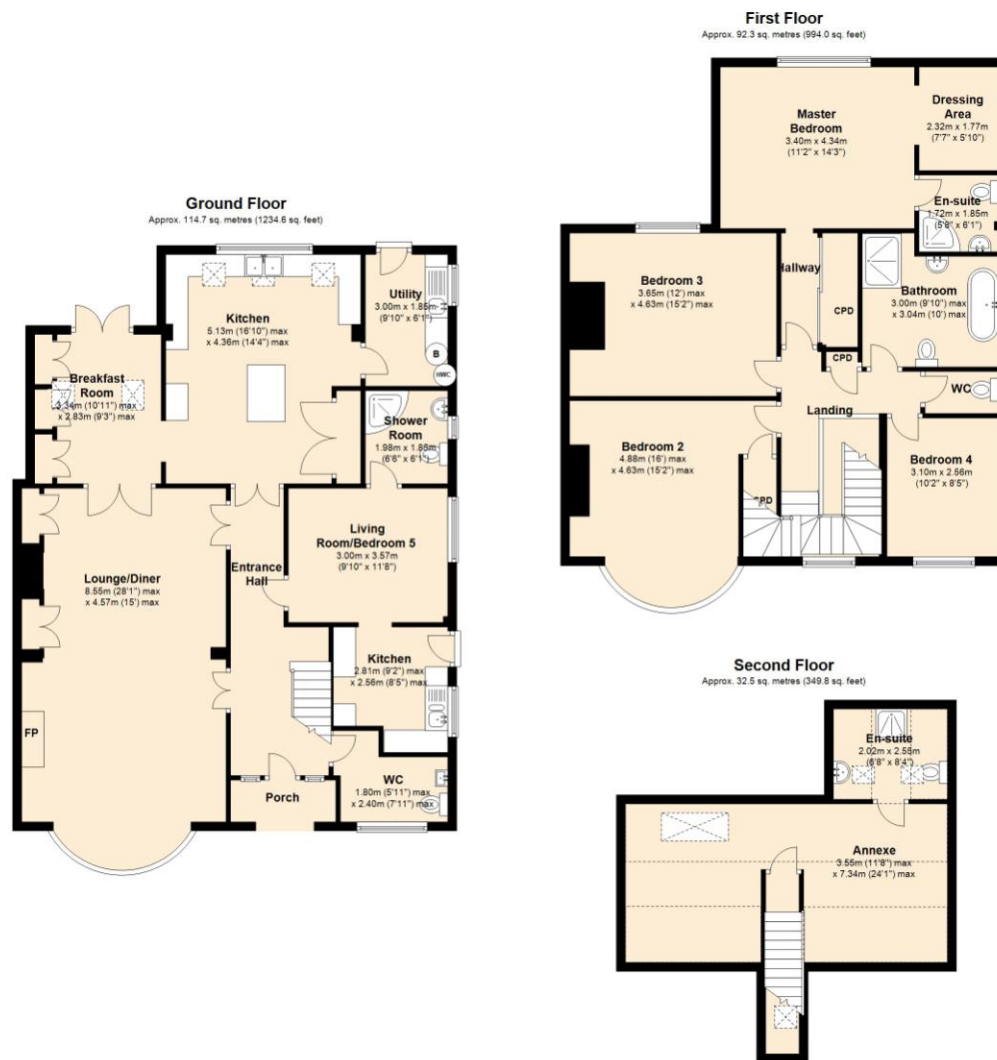 First Floor
Approx. 92.3 sq. metres (994.0 sq. feet)
Master
Bedroom
3.40m x 4.34m
(11'2" x 14'3")
Dressing
Area
2.32m x 1.77m
(7'7" x 5'10")
En-suite
1.72m x 1.85m
(5'8" x 6'1")
Bedroom 3
3.65m (12') max
x 4.63m (15'2") max
Hallway
CPD
Bathroom
3.00m (9'10") max
x 3.04m (10') max
CPD
WC
Landing
Bedroom 2
4.88m (16') max
x 4.63m (15'2") max
CPD
Bedroom 4
3.10m x 2.56m
(10'2" x 8'5")
Ground Floor
Approx. 114.7 sq. metres (1234.6 sq. feet)
Kitchen
5.13m (16'10") max
x 4.36m (14'4") max
Utility
3.00m x 1.85m
(9'10" x 6'1")
B
HWC
Breakfast
Room
3.34m (10'11") max
x 2.83m (9'3") max
Shower
Room
1.98m x 1.85m
(6'6" x 6'1")
Living
Room/Bedroom 5
3.00m x 3.57m
(9'10" x 11'8")
Entrance
Hall
Lounge/Diner
8.55m (28'1") max
x 4.57m (15') max
Kitchen
2.81m (9'2") max
x 2.56m (8'5") max
FP
WC
1.80m (5'11") max
x 2.40m (7'11") max
Porch
Second Floor
Approx. 32.5 sq. metres (349.8 sq. feet)
En-suite
2.02m x 2.55m
(6'8" x 8'4")
Annexe
3.55m (11'8") max
x 7.34m (24'1") max